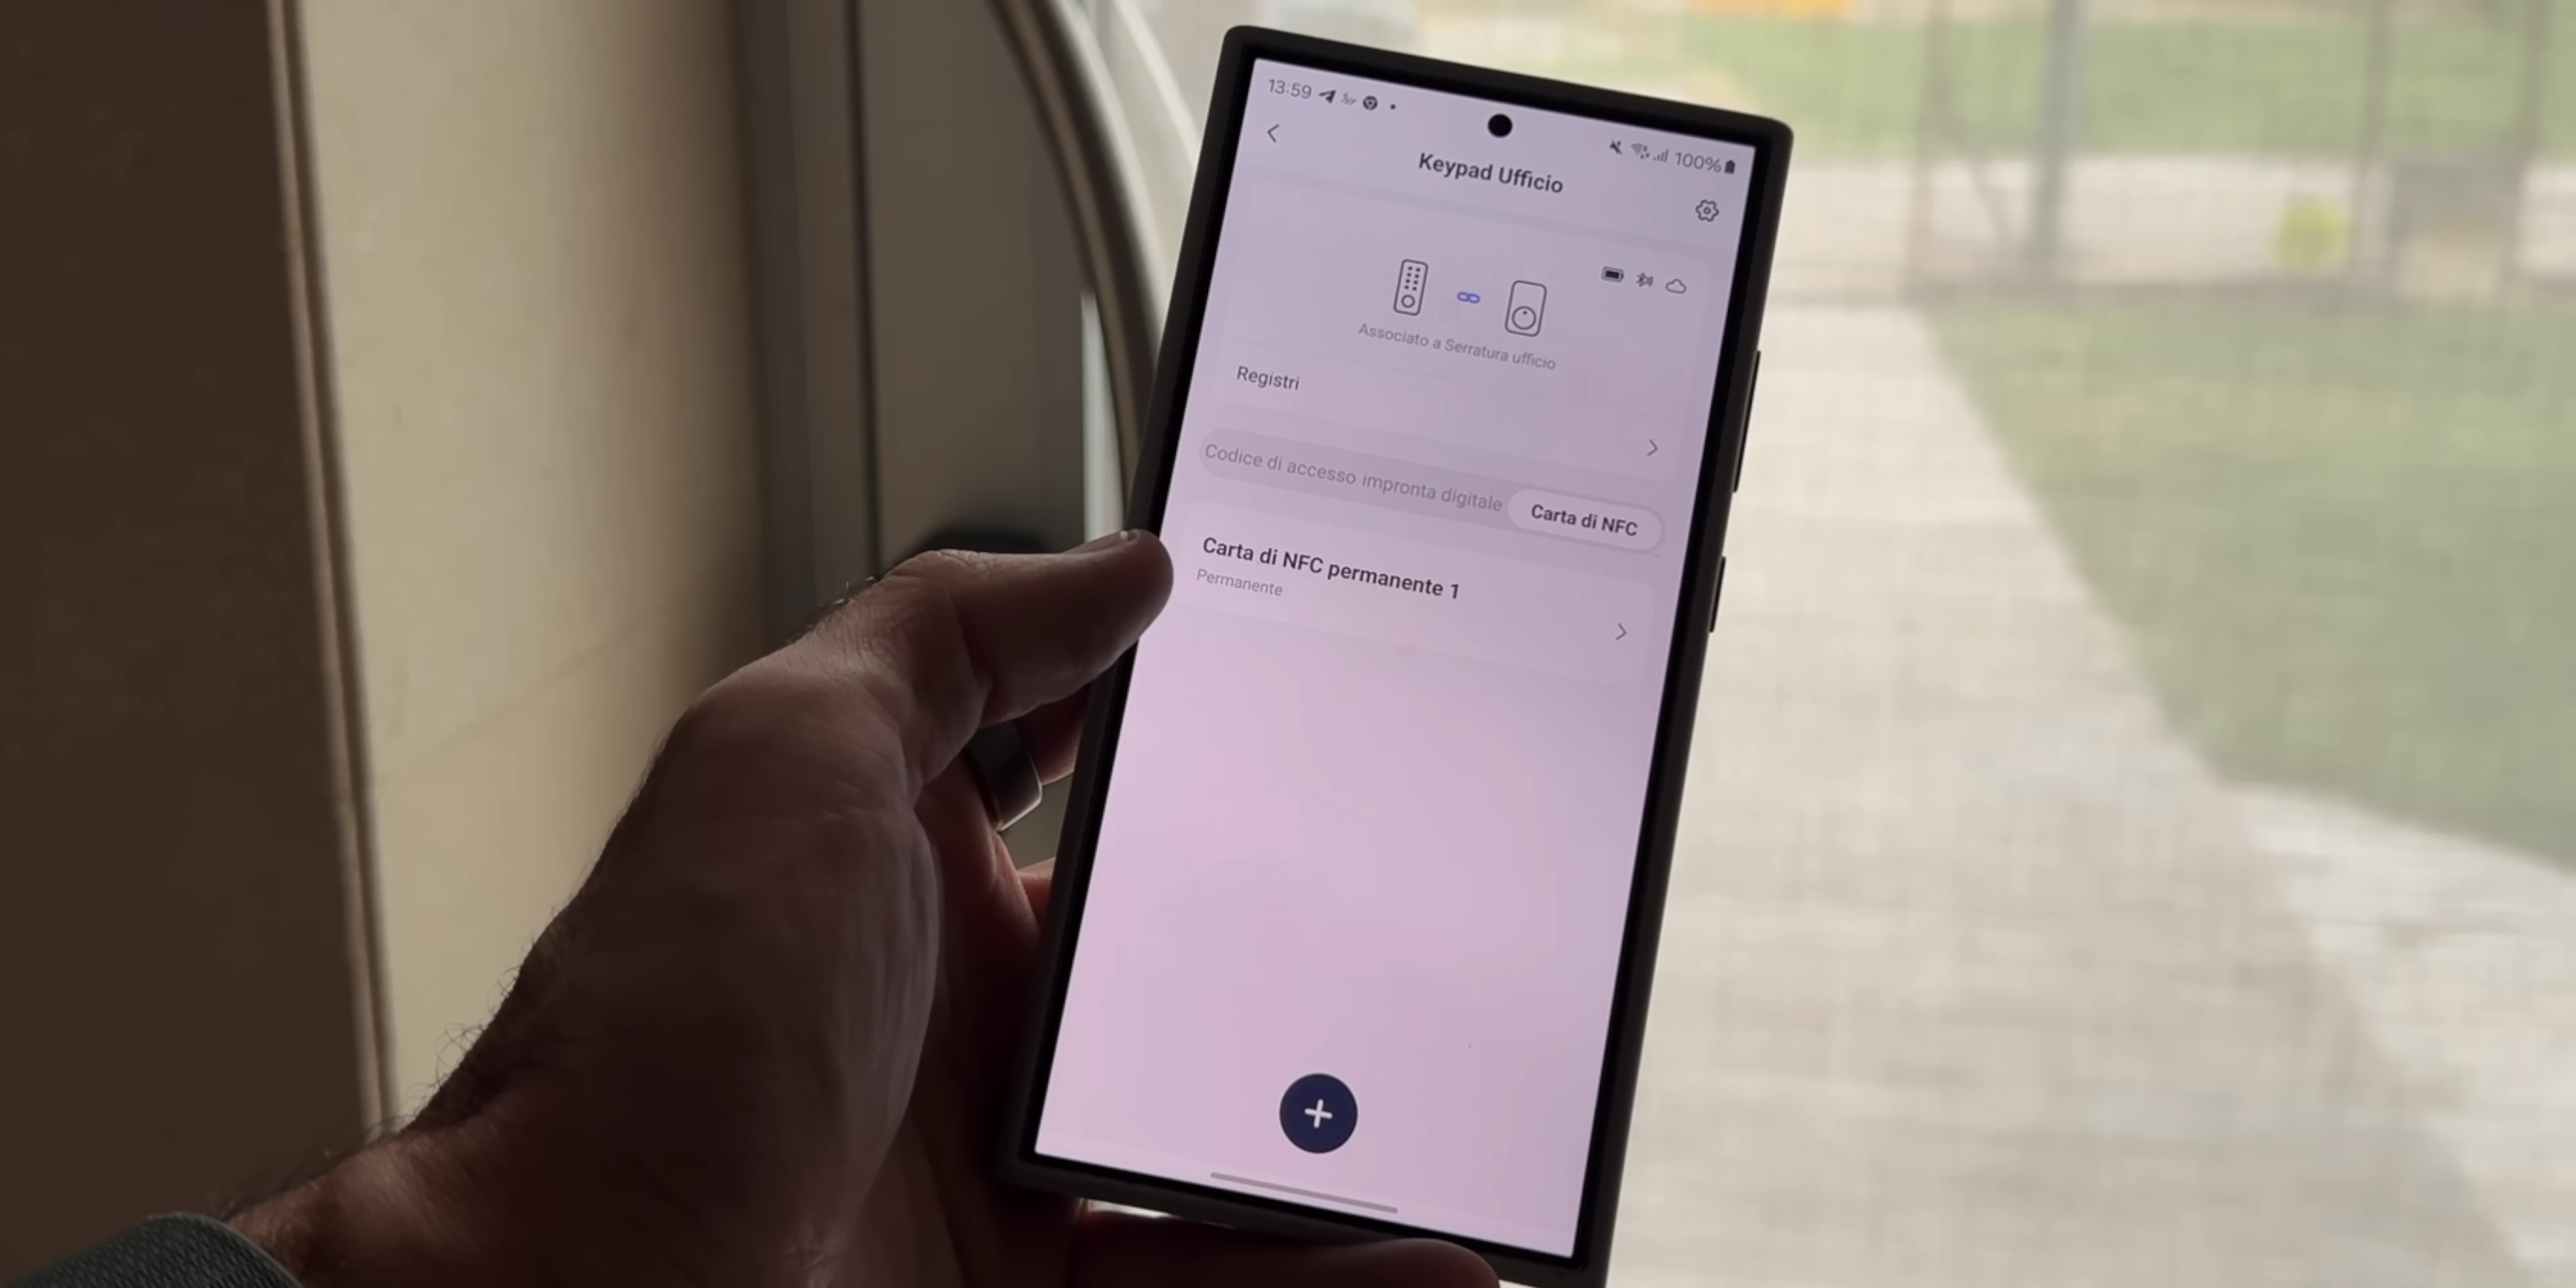 13:59
100%
Keypad Ufficio
Associato a Serratura ufficio
Registri
Codice di accesso impronta digitale Carta di NFC
Carta di NFC permanente 1
Permanente